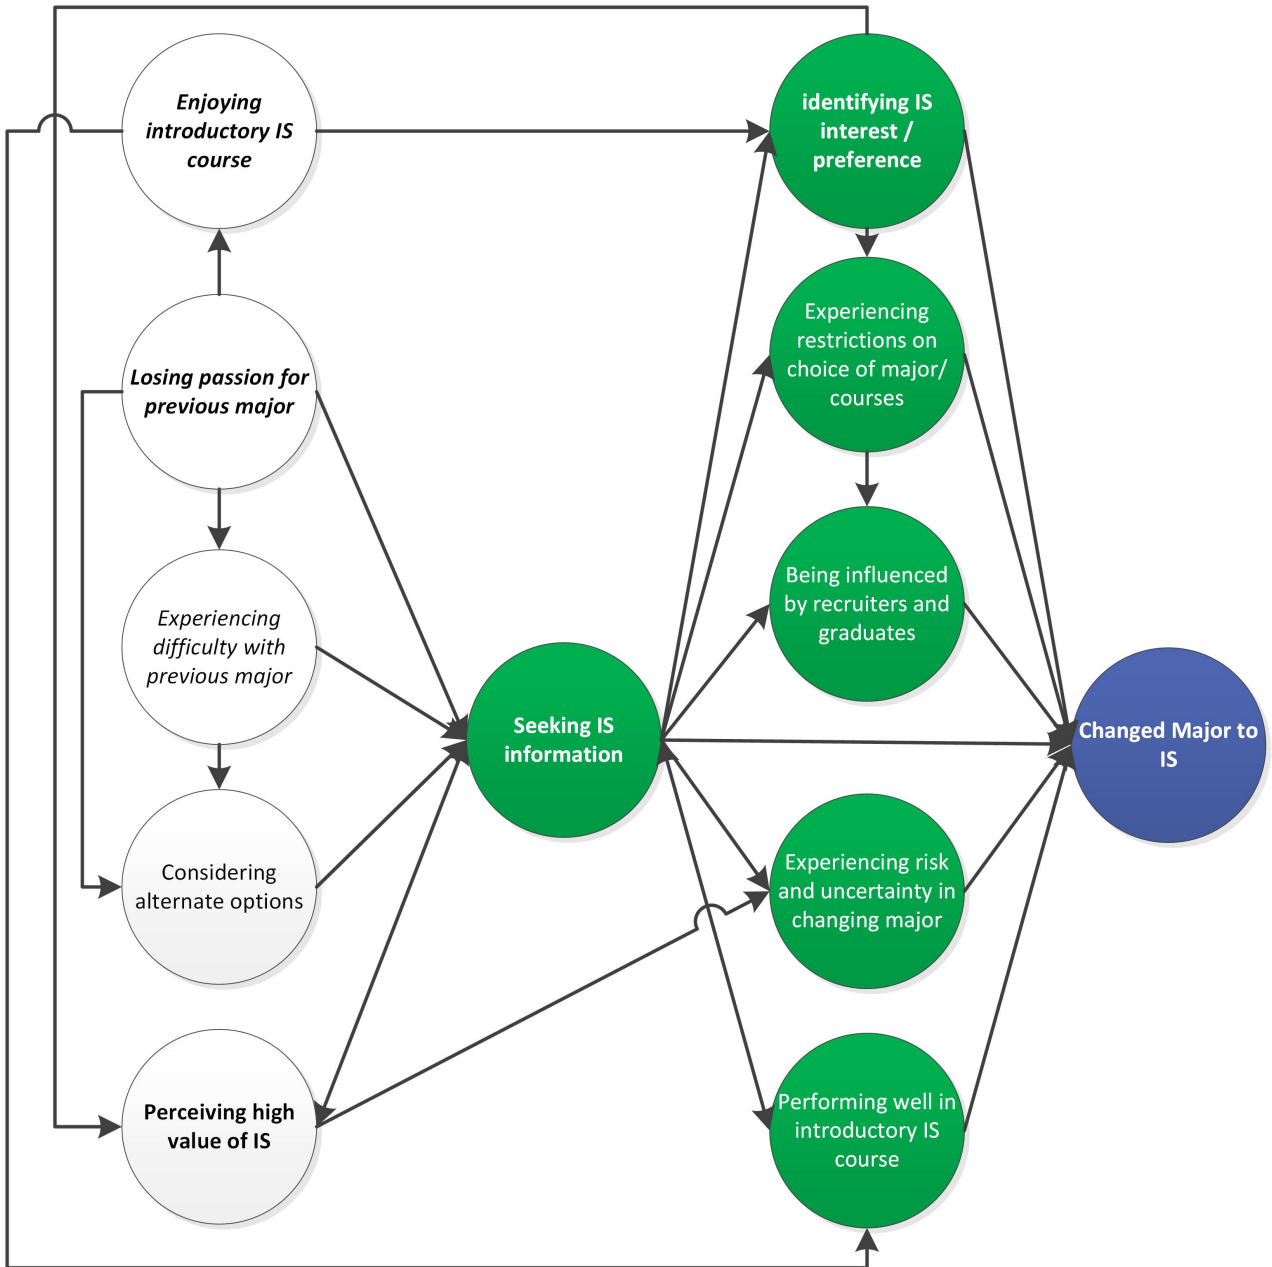 Enjoying
introductory IS
course
Losing passion for
previous major
Experiencing
difficulty with
previous major
Considering
alternate options
Perceiving high
value of IS
Seeking IS
information
identifying IS
interest /
preference
Experiencing
restrictions on
choice of major/
courses
Being influenced
by recruiters and
graduates
Experiencing risk
and uncertainty in
changing major
Performing well in
introductory IS
course
Changed Major to
IS